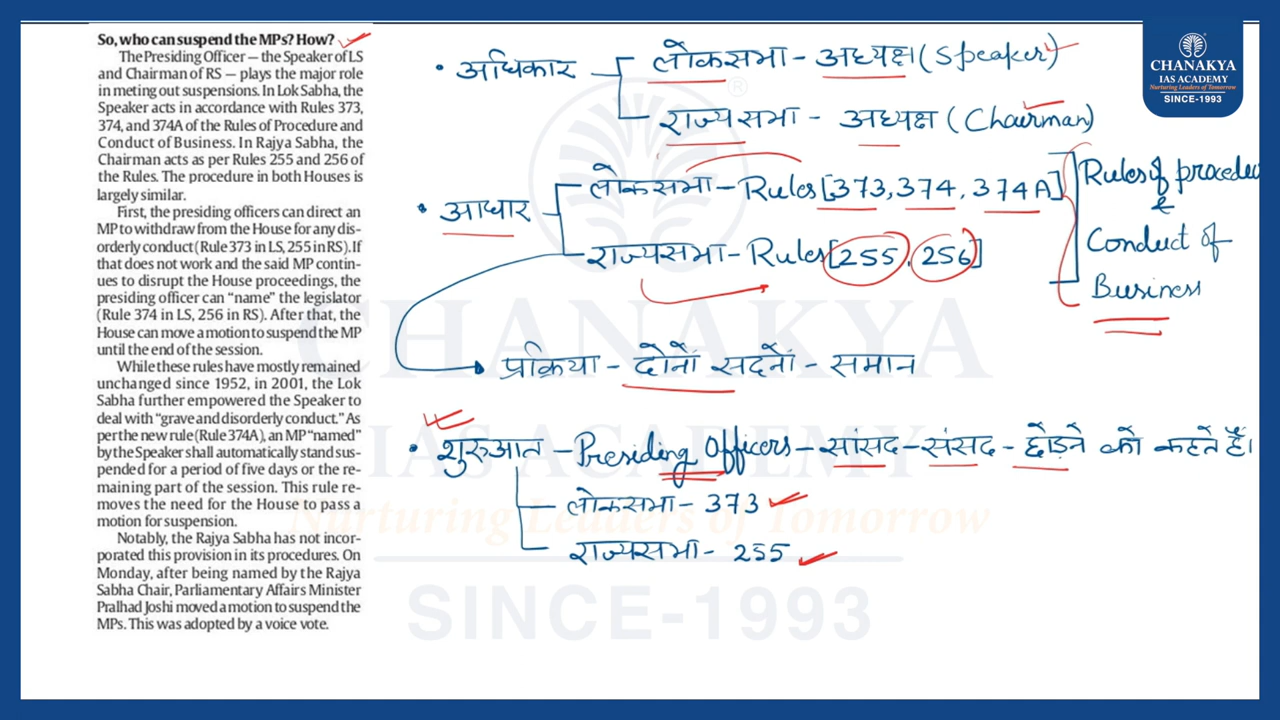 So, who can suspend the MPs? How?
The Presiding Officer — the Speaker of LS
and Chairman of RS — plays the major role
in meting out suspensions. In Lok Sabha, the
Speaker acts in accordance with Rules 373,
374, and 374A of the Rules of Procedure and
Conduct of Business. In Rajya Sabha, the
Chairman acts as per Rules 255 and 256 of
the Rules. The procedure in both Houses is
largely similar.
First, the presiding officers can direct an
MP to withdraw from the House for any dis-
orderly conduct (Rule 373 in LS, 255 in RS). If
that does not work and the said MP contin-
ues to disrupt the House proceedings, the
presiding officer can “name” the legislator
(Rule 374 in LS, 256 in RS). After that, the
House can move a motion to suspend the MP
until the end of the session.
While these rules have mostly remained
unchanged since 1952, in 2001, the Lok
Sabha further empowered the Speaker to
deal with “grave and disorderly conduct.” As
per the new rule (Rule 374A), an MP “named”
by the Speaker shall automatically stand sus-
pended for a period of five days or the re-
maining part of the session. This rule re-
moves the need for the House to pass a
motion for suspension.
Notably, the Rajya Sabha has not incor-
porated this provision in its procedures. On
Monday, after being named by the Rajya
Sabha Chair, Parliamentary Affairs Minister
Pralhad Joshi moved a motion to suspend the
MPs. This was adopted by a voice vote.
• अधिकार
लोकसभा - अध्यक्ष (Speaker)
राज्यसभा - अध्यक्ष (Chairman)
• आधार
लोकसभा - Rules [373, 374, 374A]
राज्यसभा - Rules [255, 256]
Rules of procedu
&
Conduct of
Business
प्रक्रिया - दोनों सदनों - समान
• शुरुआत - Presiding Officers - सांसद - संसद - छोड़ने को कहते हैं।
लोकसभा - 373
राज्यसभा - 255
CHANAKYA
IAS ACADEMY
Nurturing Leaders of Tomorrow
SINCE-1993
CHANAKYA
IAS ACADEMY
Nurturing Leaders of Tomorrow
SINCE-1993